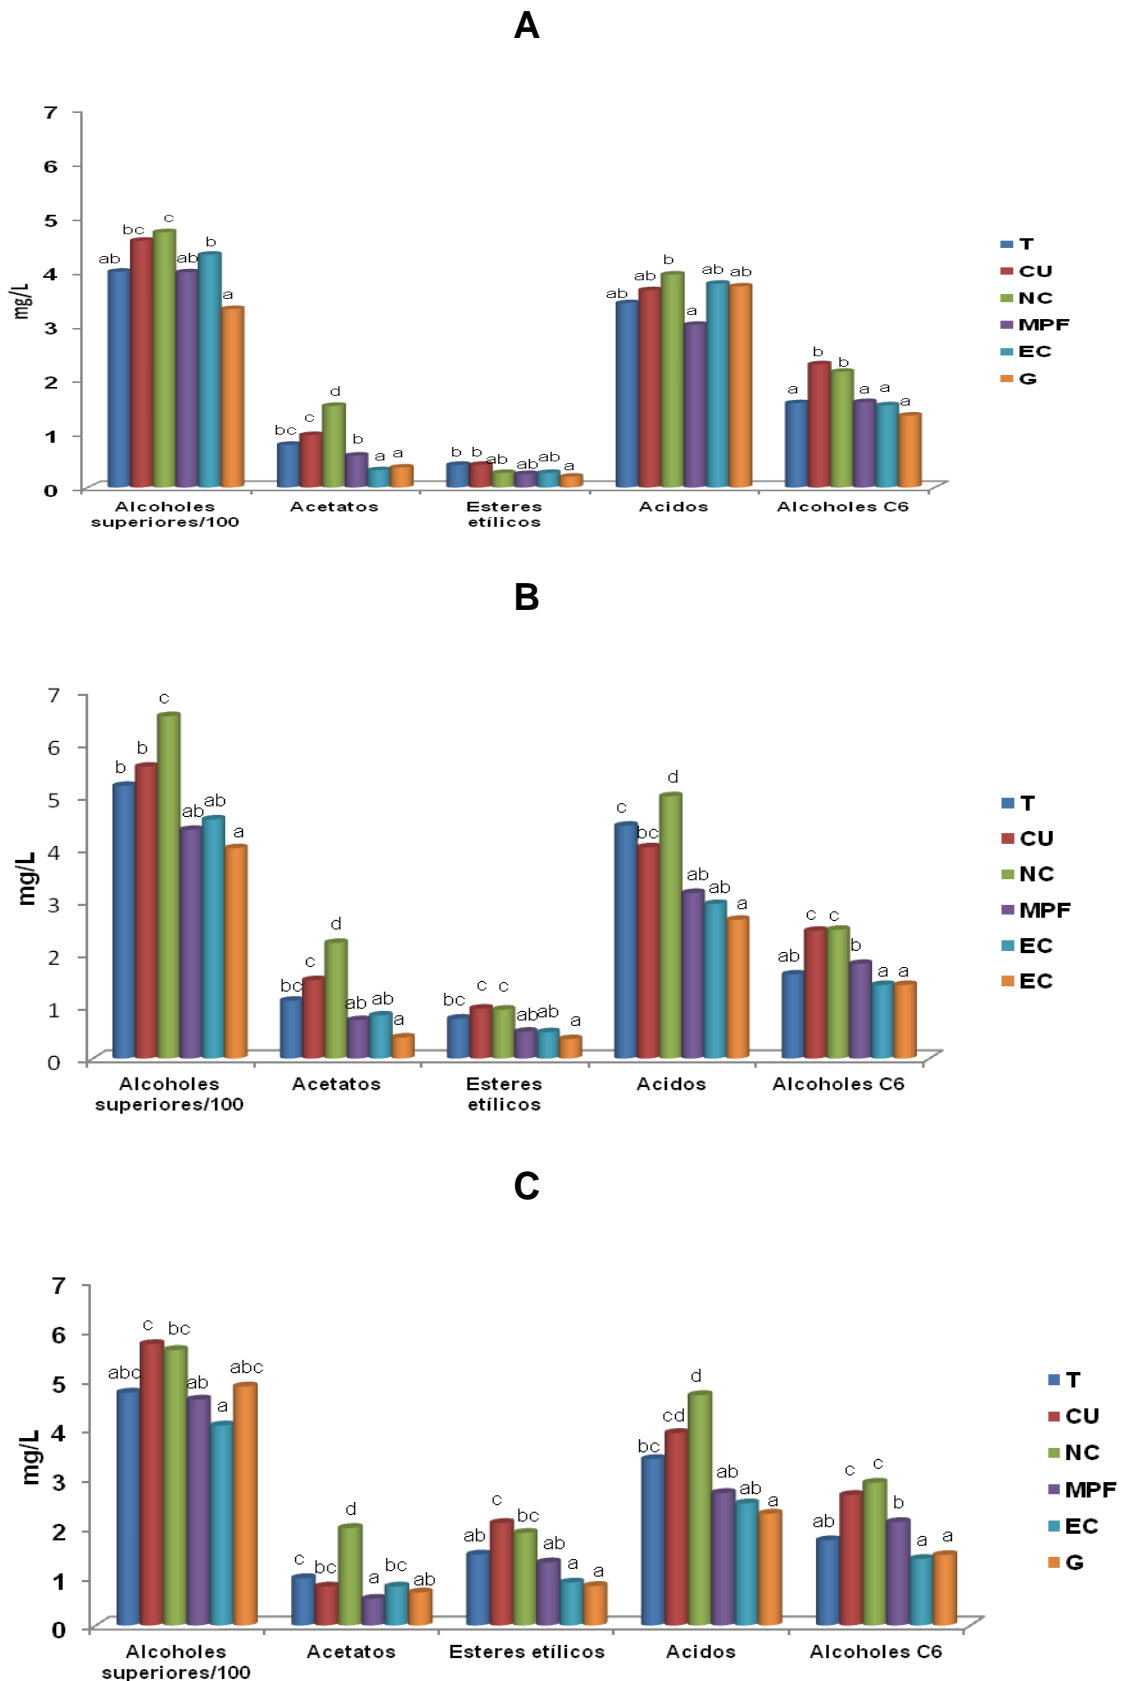 A
7
6
5
4
3
2
1
0
mg/L
ab bc c ab b a
bc c d b a a
b b ab ab ab a
ab ab b a ab ab
a b b a a a
Alcoholes superiores/100
Acetatos
Esteres etílicos
Acidos
Alcoholes C6
T
CU
NC
MPF
EC
G
B
7
6
5
4
3
2
1
0
mg/L
b b c ab ab a
bc c d ab ab a
bc c c ab ab a
c bc d ab ab a
ab c c b a a
Alcoholes superiores/100
Acetatos
Esteres etílicos
Acidos
Alcoholes C6
T
CU
NC
MPF
EC
EC
C
7
6
5
4
3
2
1
0
mg/L
abc c bc ab a abc
c bc d a bc ab
ab c bc ab a a
bc cd d ab ab a
ab c c b a a
Alcoholes superiores/100
Acetatos
Esteres etílicos
Acidos
Alcoholes C6
T
CU
NC
MPF
EC
G